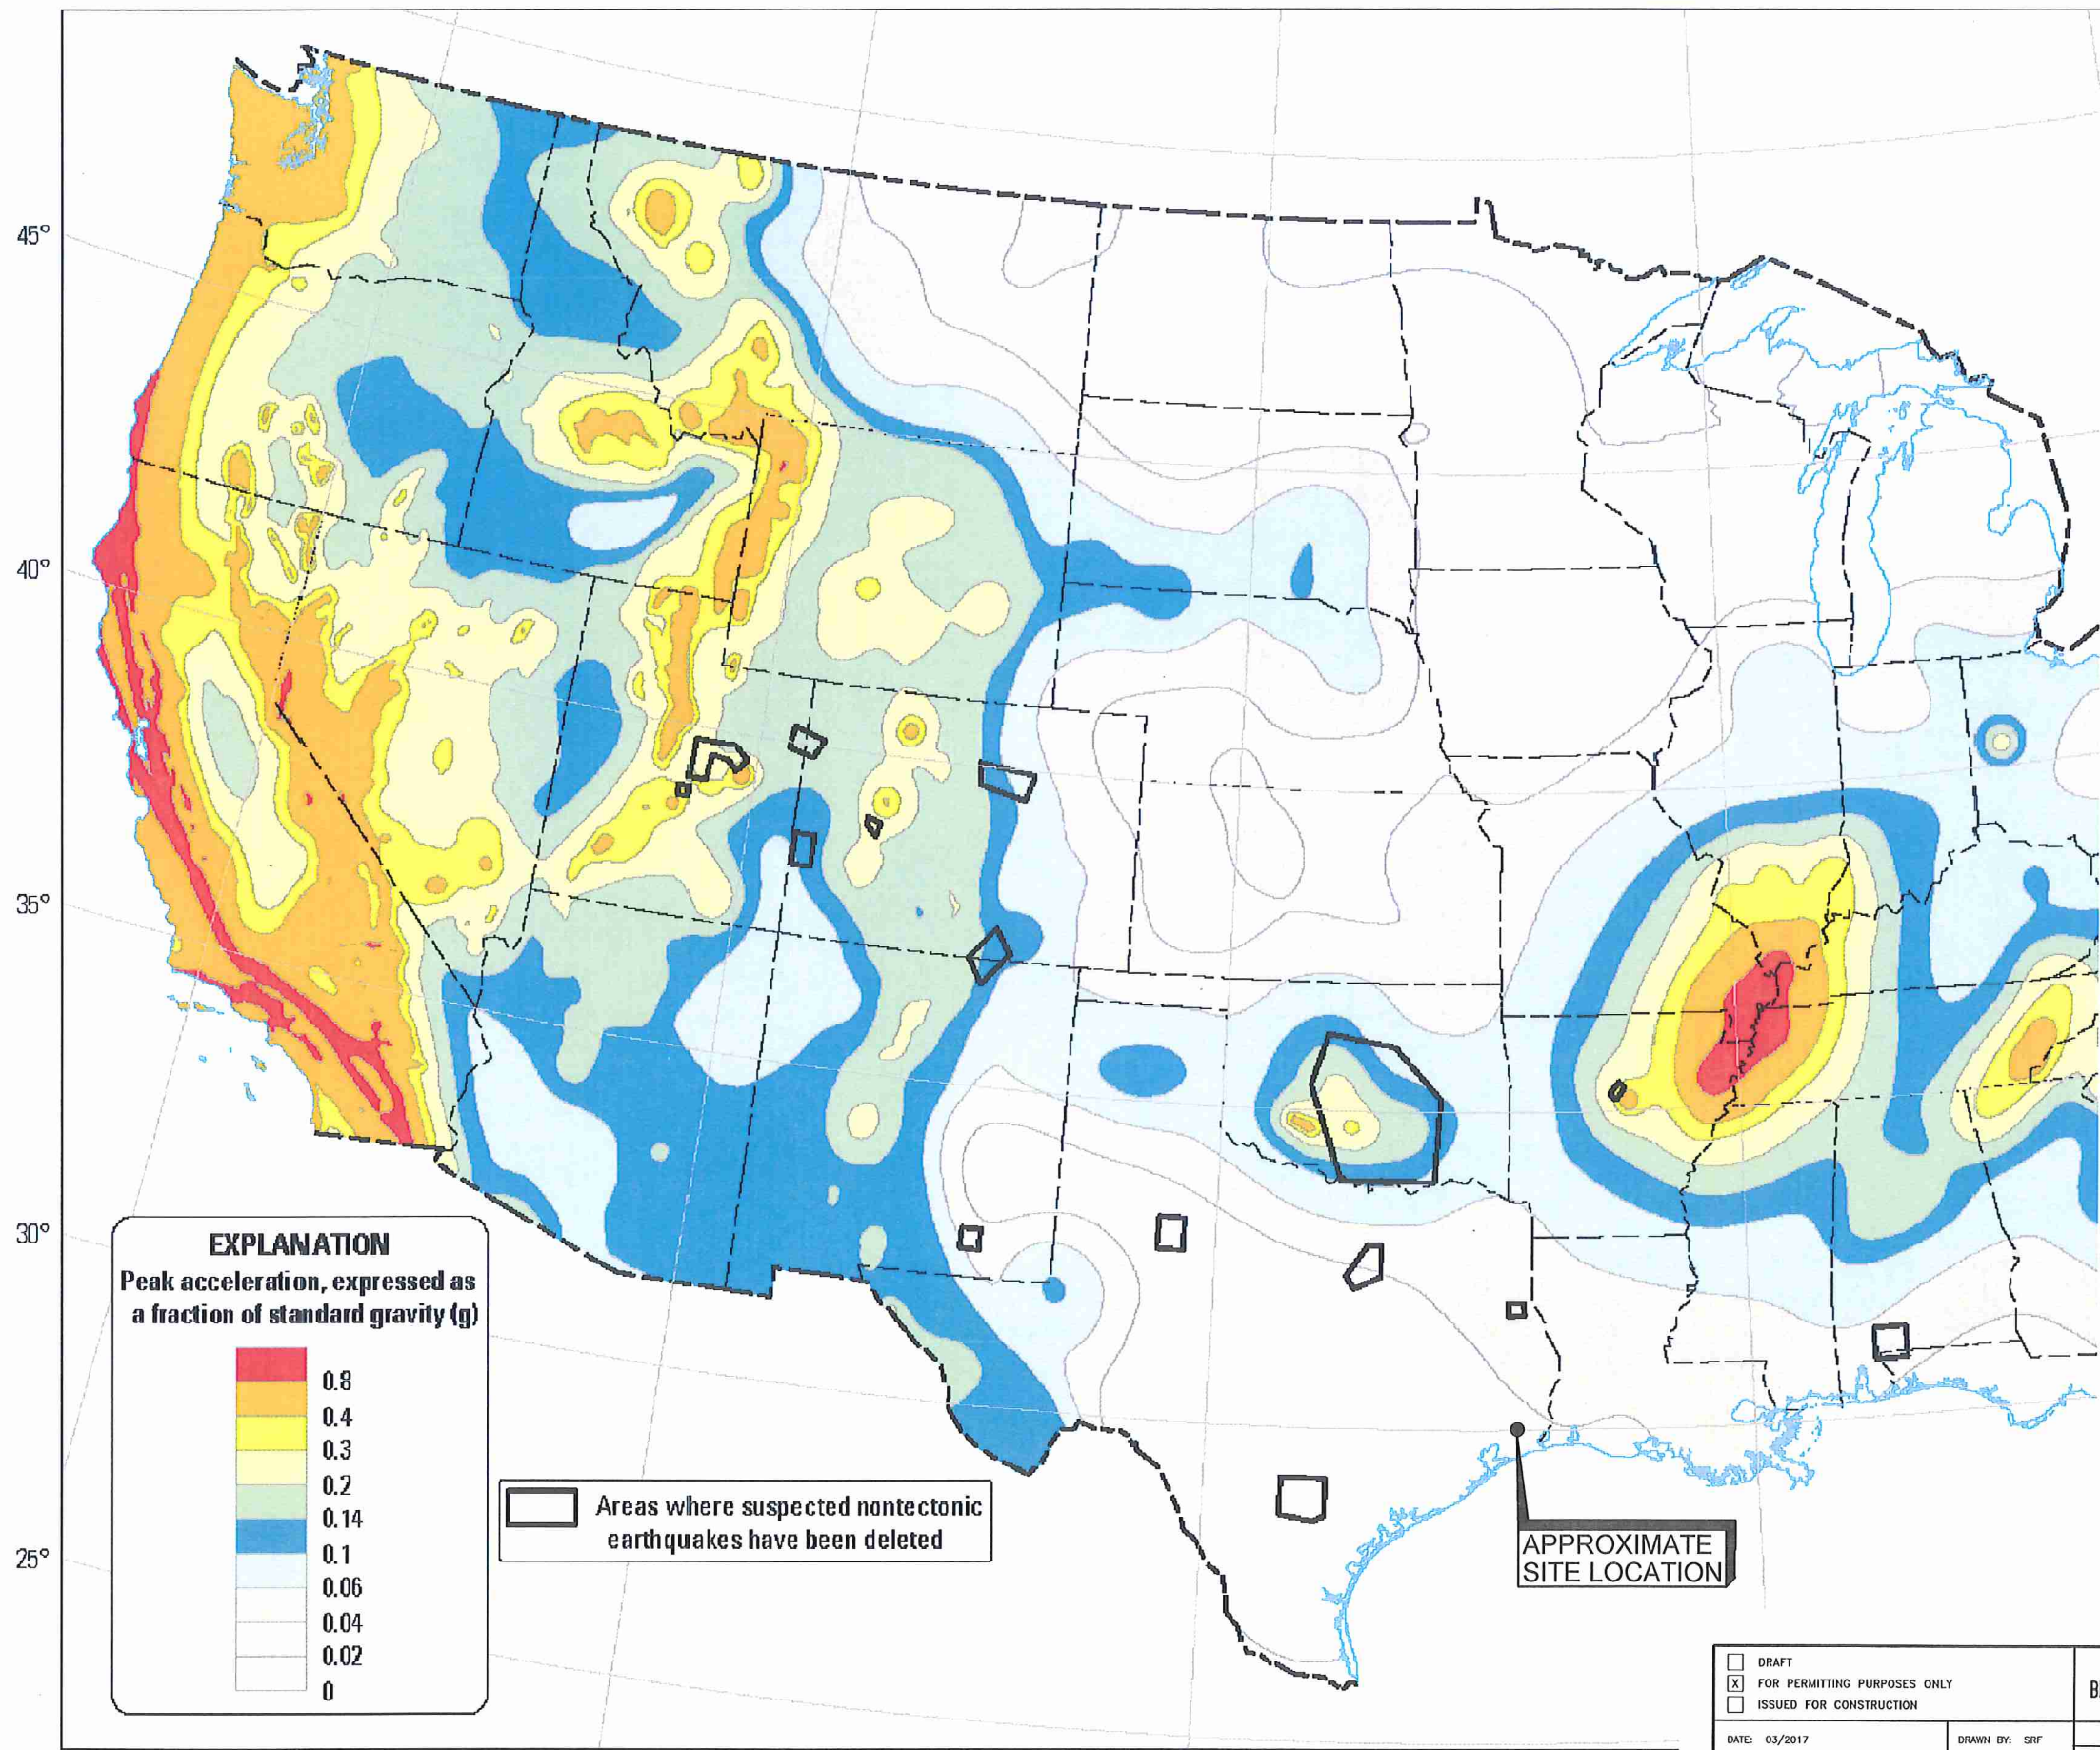 45°
40°
35°
30°
25°
EXPLANATION
Peak acceleration, expressed as
a fraction of standard gravity (g)
0.8
0.4
0.3
0.2
0.14
0.1
0.06
0.04
0.02
0
Areas where suspected nontectonic
earthquakes have been deleted
APPROXIMATE
SITE LOCATION
DRAFT
X FOR PERMITTING PURPOSES ONLY
ISSUED FOR CONSTRUCTION
DATE: 03/2017
DRAWN BY: SRF